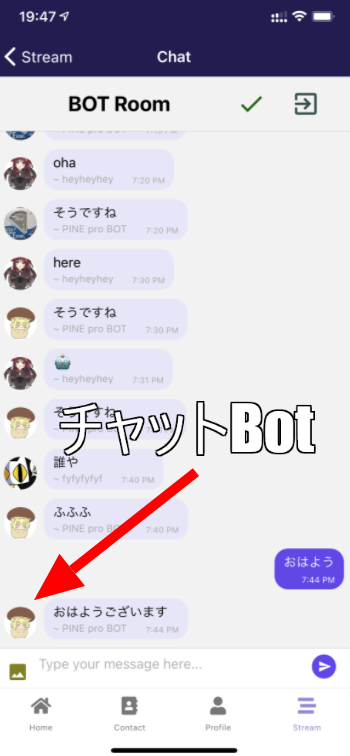 19:47
Stream
Chat
BOT Room
~ PINE pro BOT
oha
~ heyheyhey 7:20 PM
そうですね
~ PINE pro BOT 7:20 PM
here
~ heyheyhey 7:30 PM
そうですね
~ PINE pro BOT 7:30 PM
~ heyheyhey 7:31 PM
チャットBot
誰や
~ fyfyfyfyf 7:40 PM
ふふふ
~ PINE pro BOT 7:40 PM
おはよう
7:44 PM
おはようございます
~ PINE pro BOT 7:44 PM
Type your message here...
Home Contact Profile Stream